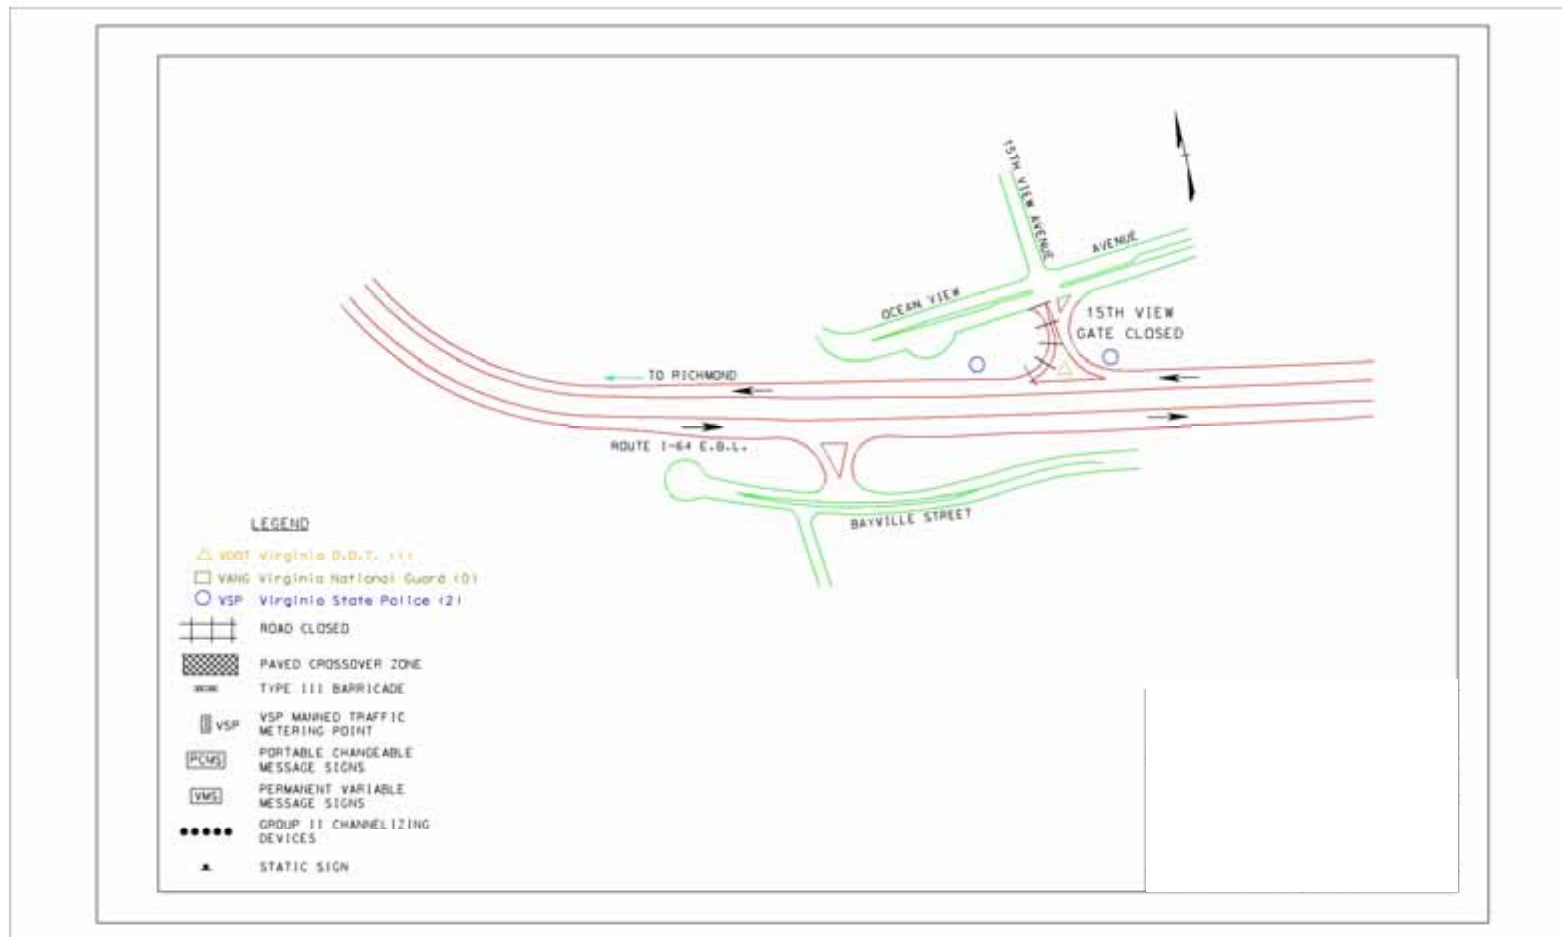 15TH VIEW AVENUE
AVENUE
OCEAN VIEW
15TH VIEW
GATE CLOSED
TO RICHMOND
ROUTE I-64 E.B.L.
BAYVILLE STREET
LEGEND
VDOT Virginia D.O.T. (1)
VANG Virginia National Guard (0)
VSP Virginia State Police (2)
ROAD CLOSED
PAVED CROSSOVER ZONE
TYPE III BARRICADE
VSP VSP MANNED TRAFFIC
METERING POINT
PCMS PORTABLE CHANGEABLE
MESSAGE SIGNS
VMS PERMANENT VARIABLE
MESSAGE SIGNS
GROUP II CHANNELIZING
DEVICES
STATIC SIGN